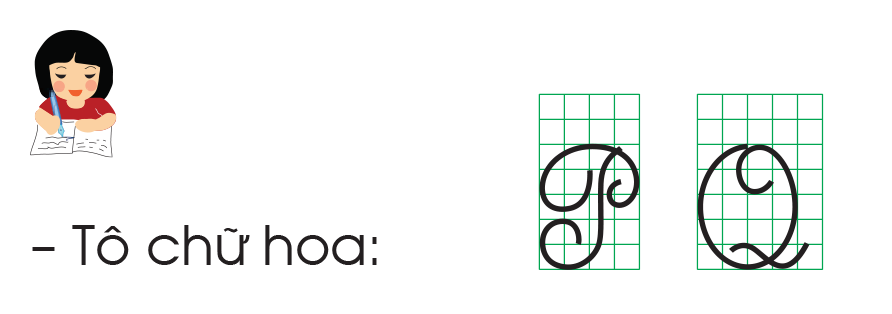 – Tô chữ hoa: P Q